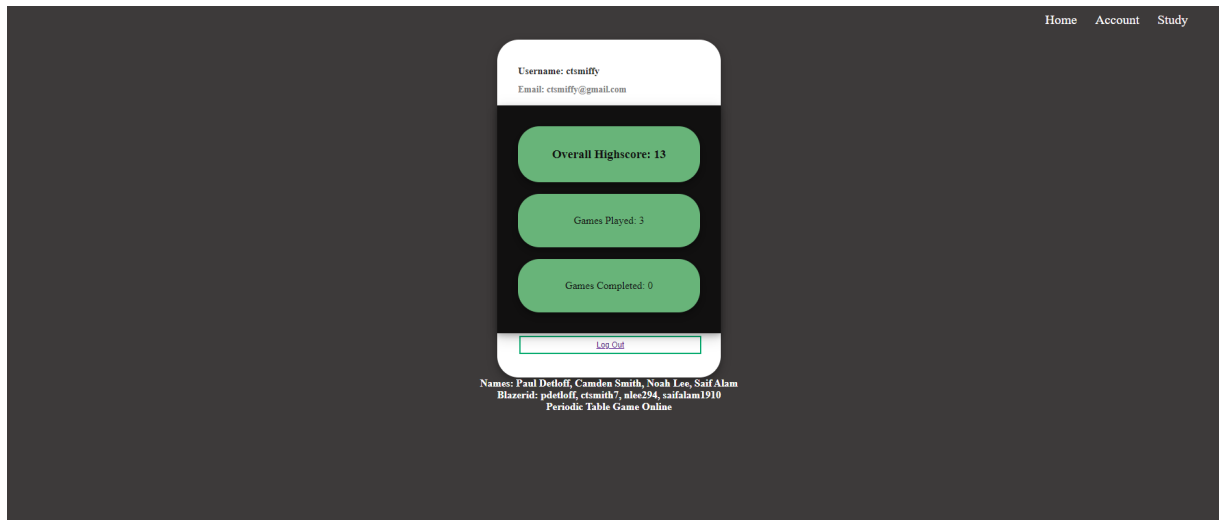 Home Account Study
Username: ctsmiffy
Email: ctsmiffy@gmail.com
Overall Highscore: 13
Games Played: 3
Games Completed: 0
Log Out
Names: Paul Detloff, Camden Smith, Noah Lee, Saif Alam
Blazerid: pdetloff, ctsmith7, nlee294, saifalam1910
Periodic Table Game Online